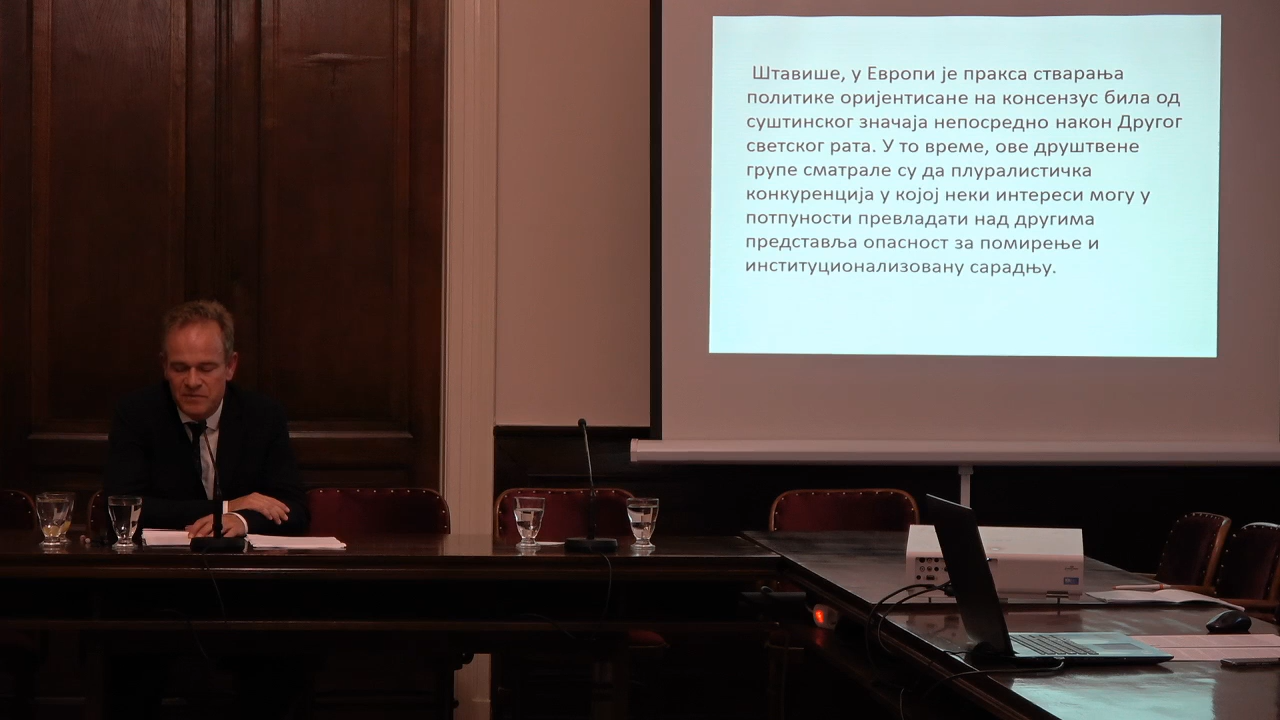 Штавише, у Европи је пракса стварања
политике оријентисане на консензус била од
суштинског значаја непосредно након Другог
светског рата. У то време, ове друштвене
групе сматрале су да плуралистичка
конкуренција у којој неки интереси могу у
потпуности превладати над другима
представља опасност за помирење и
институционализовану сарадњу.